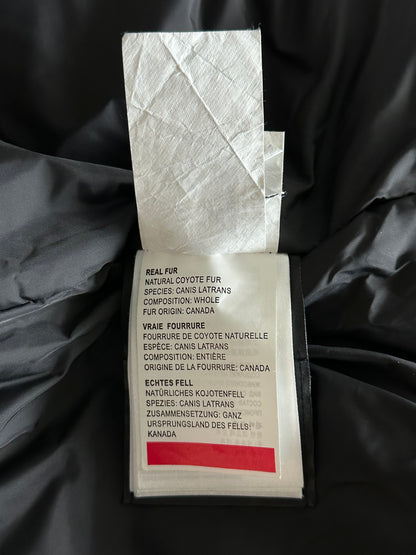 REAL FUR
NATURAL COYOTE FUR
SPECIES: CANIS LATRANS
COMPOSITION: WHOLE
FUR ORIGIN: CANADA
VRAIE FOURRURE
FOURRURE DE COYOTE NATURELLE
ESPÈCE: CANIS LATRANS
COMPOSITION: ENTIÈRE
ORIGINE DE LA FOURRURE: CANADA
ECHTES FELL
NATÜRLICHES KOJOTENFELL
SPEZIES: CANIS LATRANS
ZUSAMMENSETZUNG: GANZ
URSPRUNGSLAND DES FELLS:
KANADA